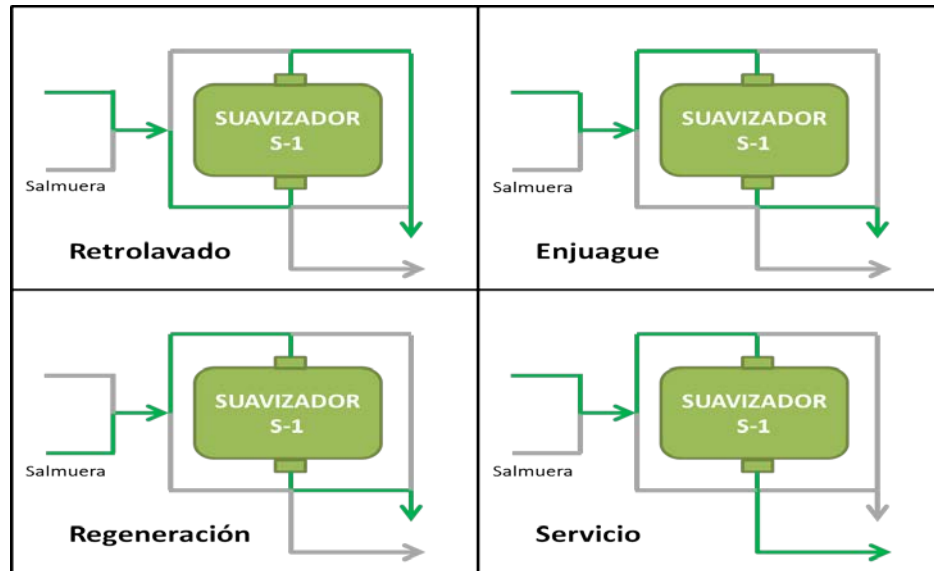 SUAVIZADOR
S-1
Salmuera
Retrolavado
SUAVIZADOR
S-1
Salmuera
Enjuague
SUAVIZADOR
S-1
Salmuera
Regeneración
SUAVIZADOR
S-1
Salmuera
Servicio